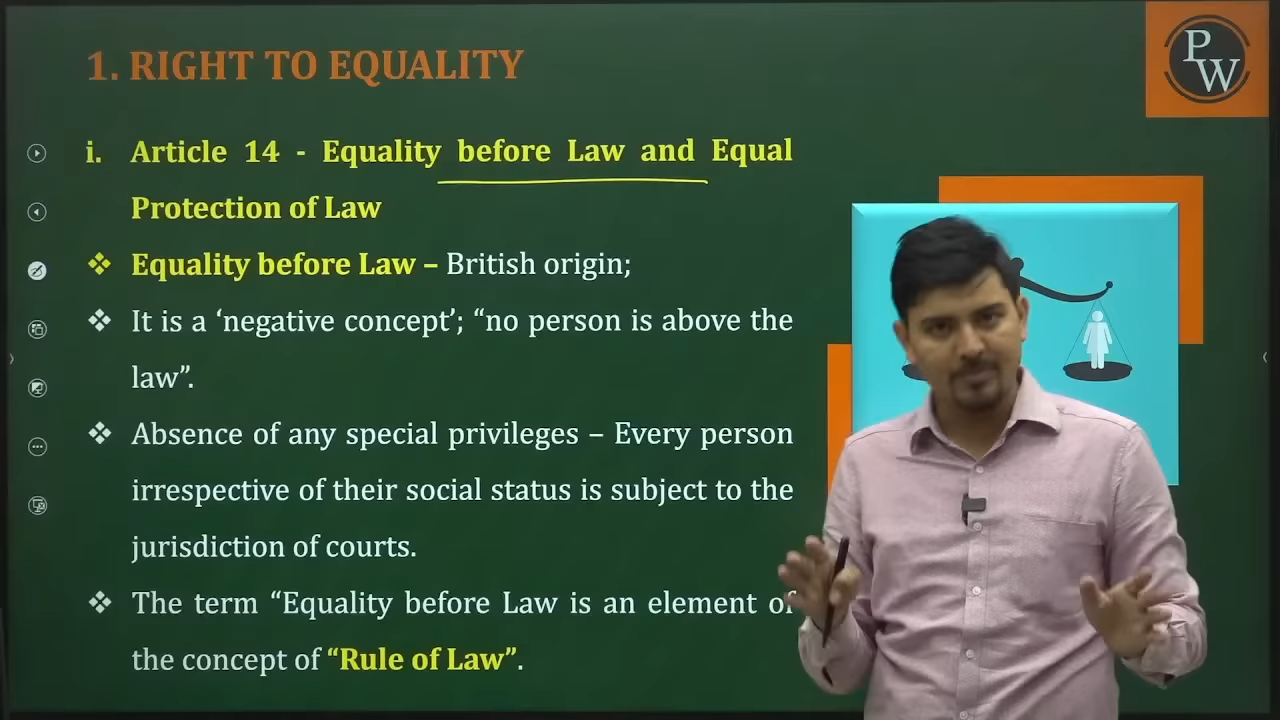 1. RIGHT TO EQUALITY
PW
i. Article 14 - Equality before Law and Equal
Protection of Law
❖ Equality before Law – British origin;
❖ It is a ‘negative concept’; “no person is above the
law”.
❖ Absence of any special privileges – Every person
irrespective of their social status is subject to the
jurisdiction of courts.
❖ The term “Equality before Law is an element of
the concept of “Rule of Law”.